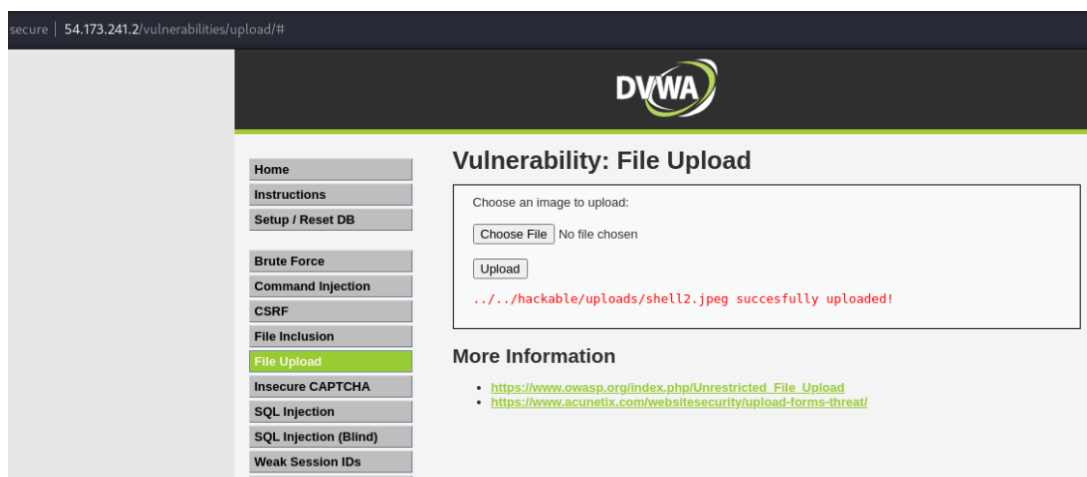 secure | 54.173.241.2/vulnerabilities/upload/#
DVWA
Home
Instructions
Setup / Reset DB
Brute Force
Command Injection
CSRF
File Inclusion
File Upload
Insecure CAPTCHA
SQL Injection
SQL Injection (Blind)
Weak Session IDs
Vulnerability: File Upload
Choose an image to upload:
Choose File No file chosen
Upload
../../hackable/uploads/shell2.jpeg succesfully uploaded!
More Information
https://www.owasp.org/index.php/Unrestricted_File_Upload
https://www.acunetix.com/websitesecurity/upload-forms-threat/